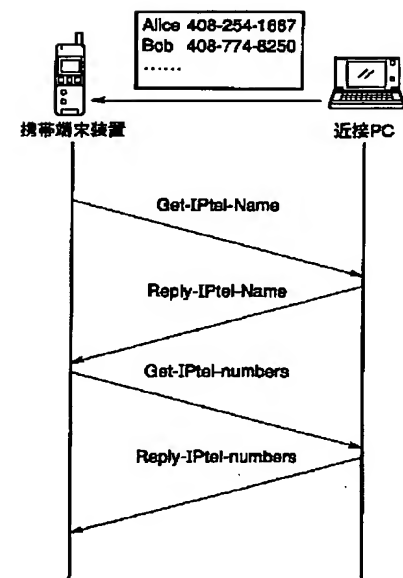 Alice 408-254-1667
Bob 408-774-8250
......
携帯端末装置
近接PC
Get-IPtel-Name
Reply-IPtel-Name
Get-IPtel-numbers
Reply-IPtel-numbers